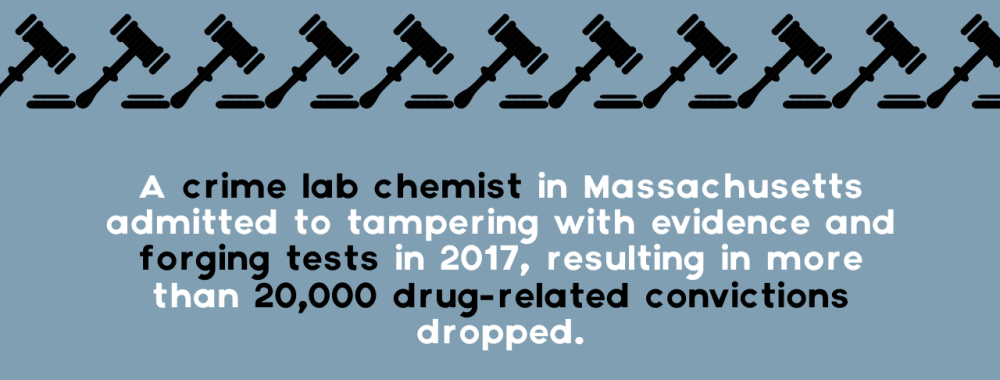 A crime lab chemist in Massachusetts
admitted to tampering with evidence and
forging tests in 2017, resulting in more
than 20,000 drug-related convictions
dropped.